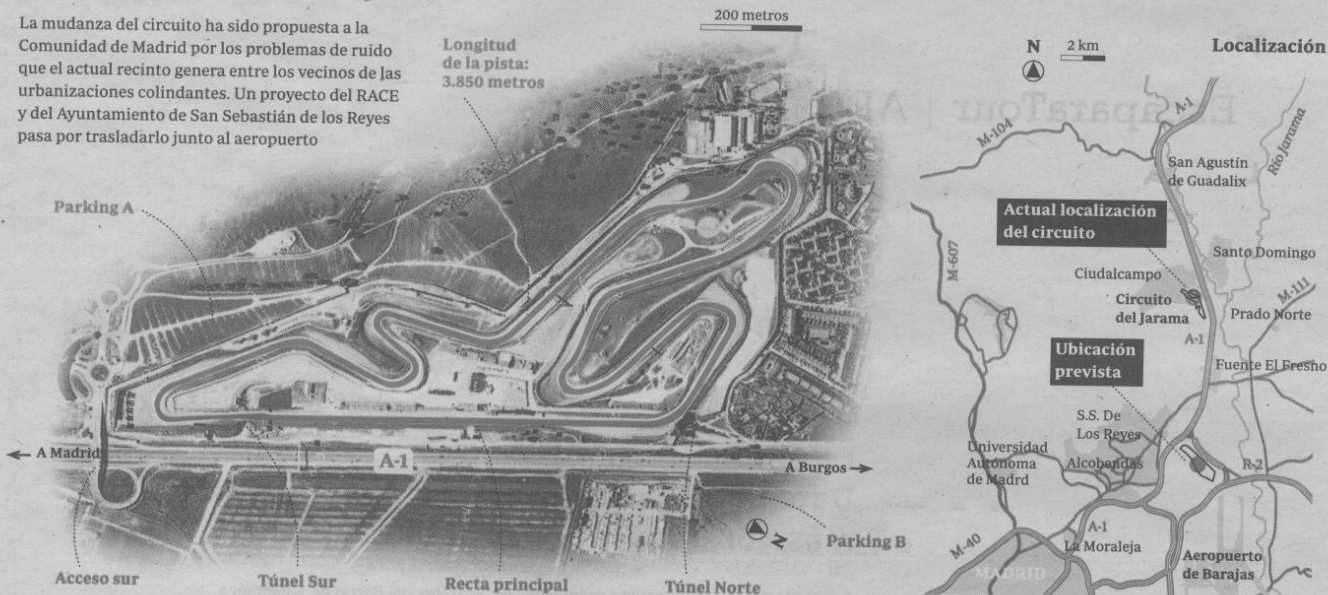 La mudanza del circuito ha sido propuesta a la
Comunidad de Madrid por los problemas de ruido
que el actual recinto genera entre los vecinos de las
urbanizaciones colindantes. Un proyecto del RACE
y del Ayuntamiento de San Sebastián de los Reyes
pasa por trasladarlo junto al aeropuerto
200 metros
Longitud
de la pista:
3.850 metros
Parking A
A Madrid
A-1
A Burgos
N
Parking B
Acceso sur
Túnel Sur
Recta principal
Túnel Norte
N
2 km
Localización
A-1
M-104
Río Jarama
San Agustín
de Guadalix
Actual localización
del circuito
M-607
Santo Domingo
Ciudalcampo
M-111
Circuito
del Jarama
Prado Norte
A-1
Ubicación
prevista
Fuente El Fresno
S.S. De
Los Reyes
Universidad
Autónoma
de Madrd
Alcobendas
R-2
A-1
M-40
La Moraleja
MADRID
Aeropuerto
de Barajas